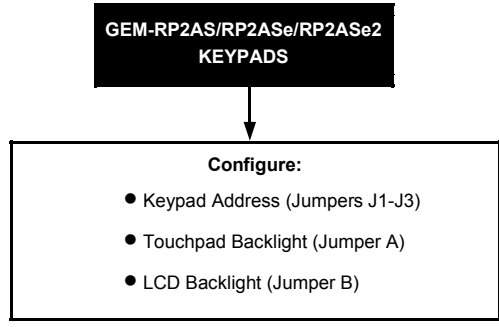 GEM-RP2AS/RP2ASe/RP2ASe2
KEYPADS
Configure:
● Keypad Address (Jumpers J1-J3)
● Touchpad Backlight (Jumper A)
● LCD Backlight (Jumper B)